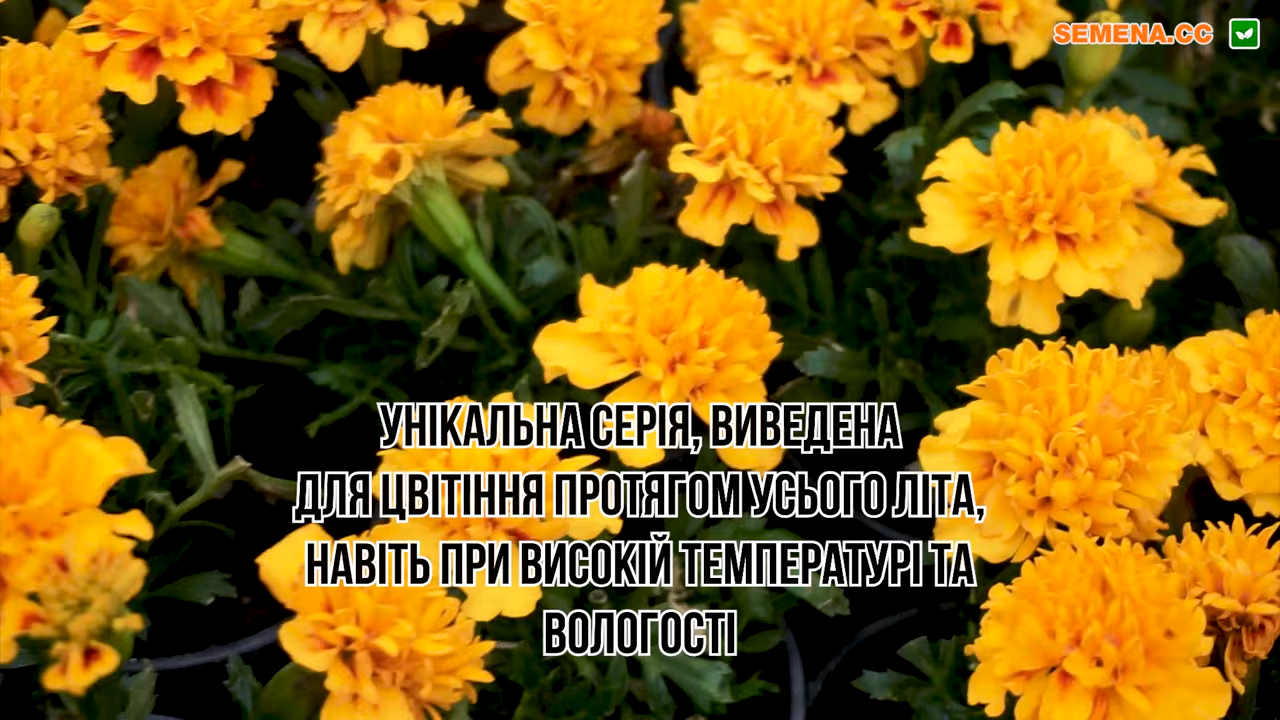 SEMENA.CC
УНІКАЛЬНА СЕРІЯ, ВИВЕДЕНА
ДЛЯ ЦВІТІННЯ ПРОТЯГОМ УСЬОГО ЛІТА,
НАВІТЬ ПРИ ВИСОКІЙ ТЕМПЕРАТУРІ ТА
ВОЛОГОСТІ